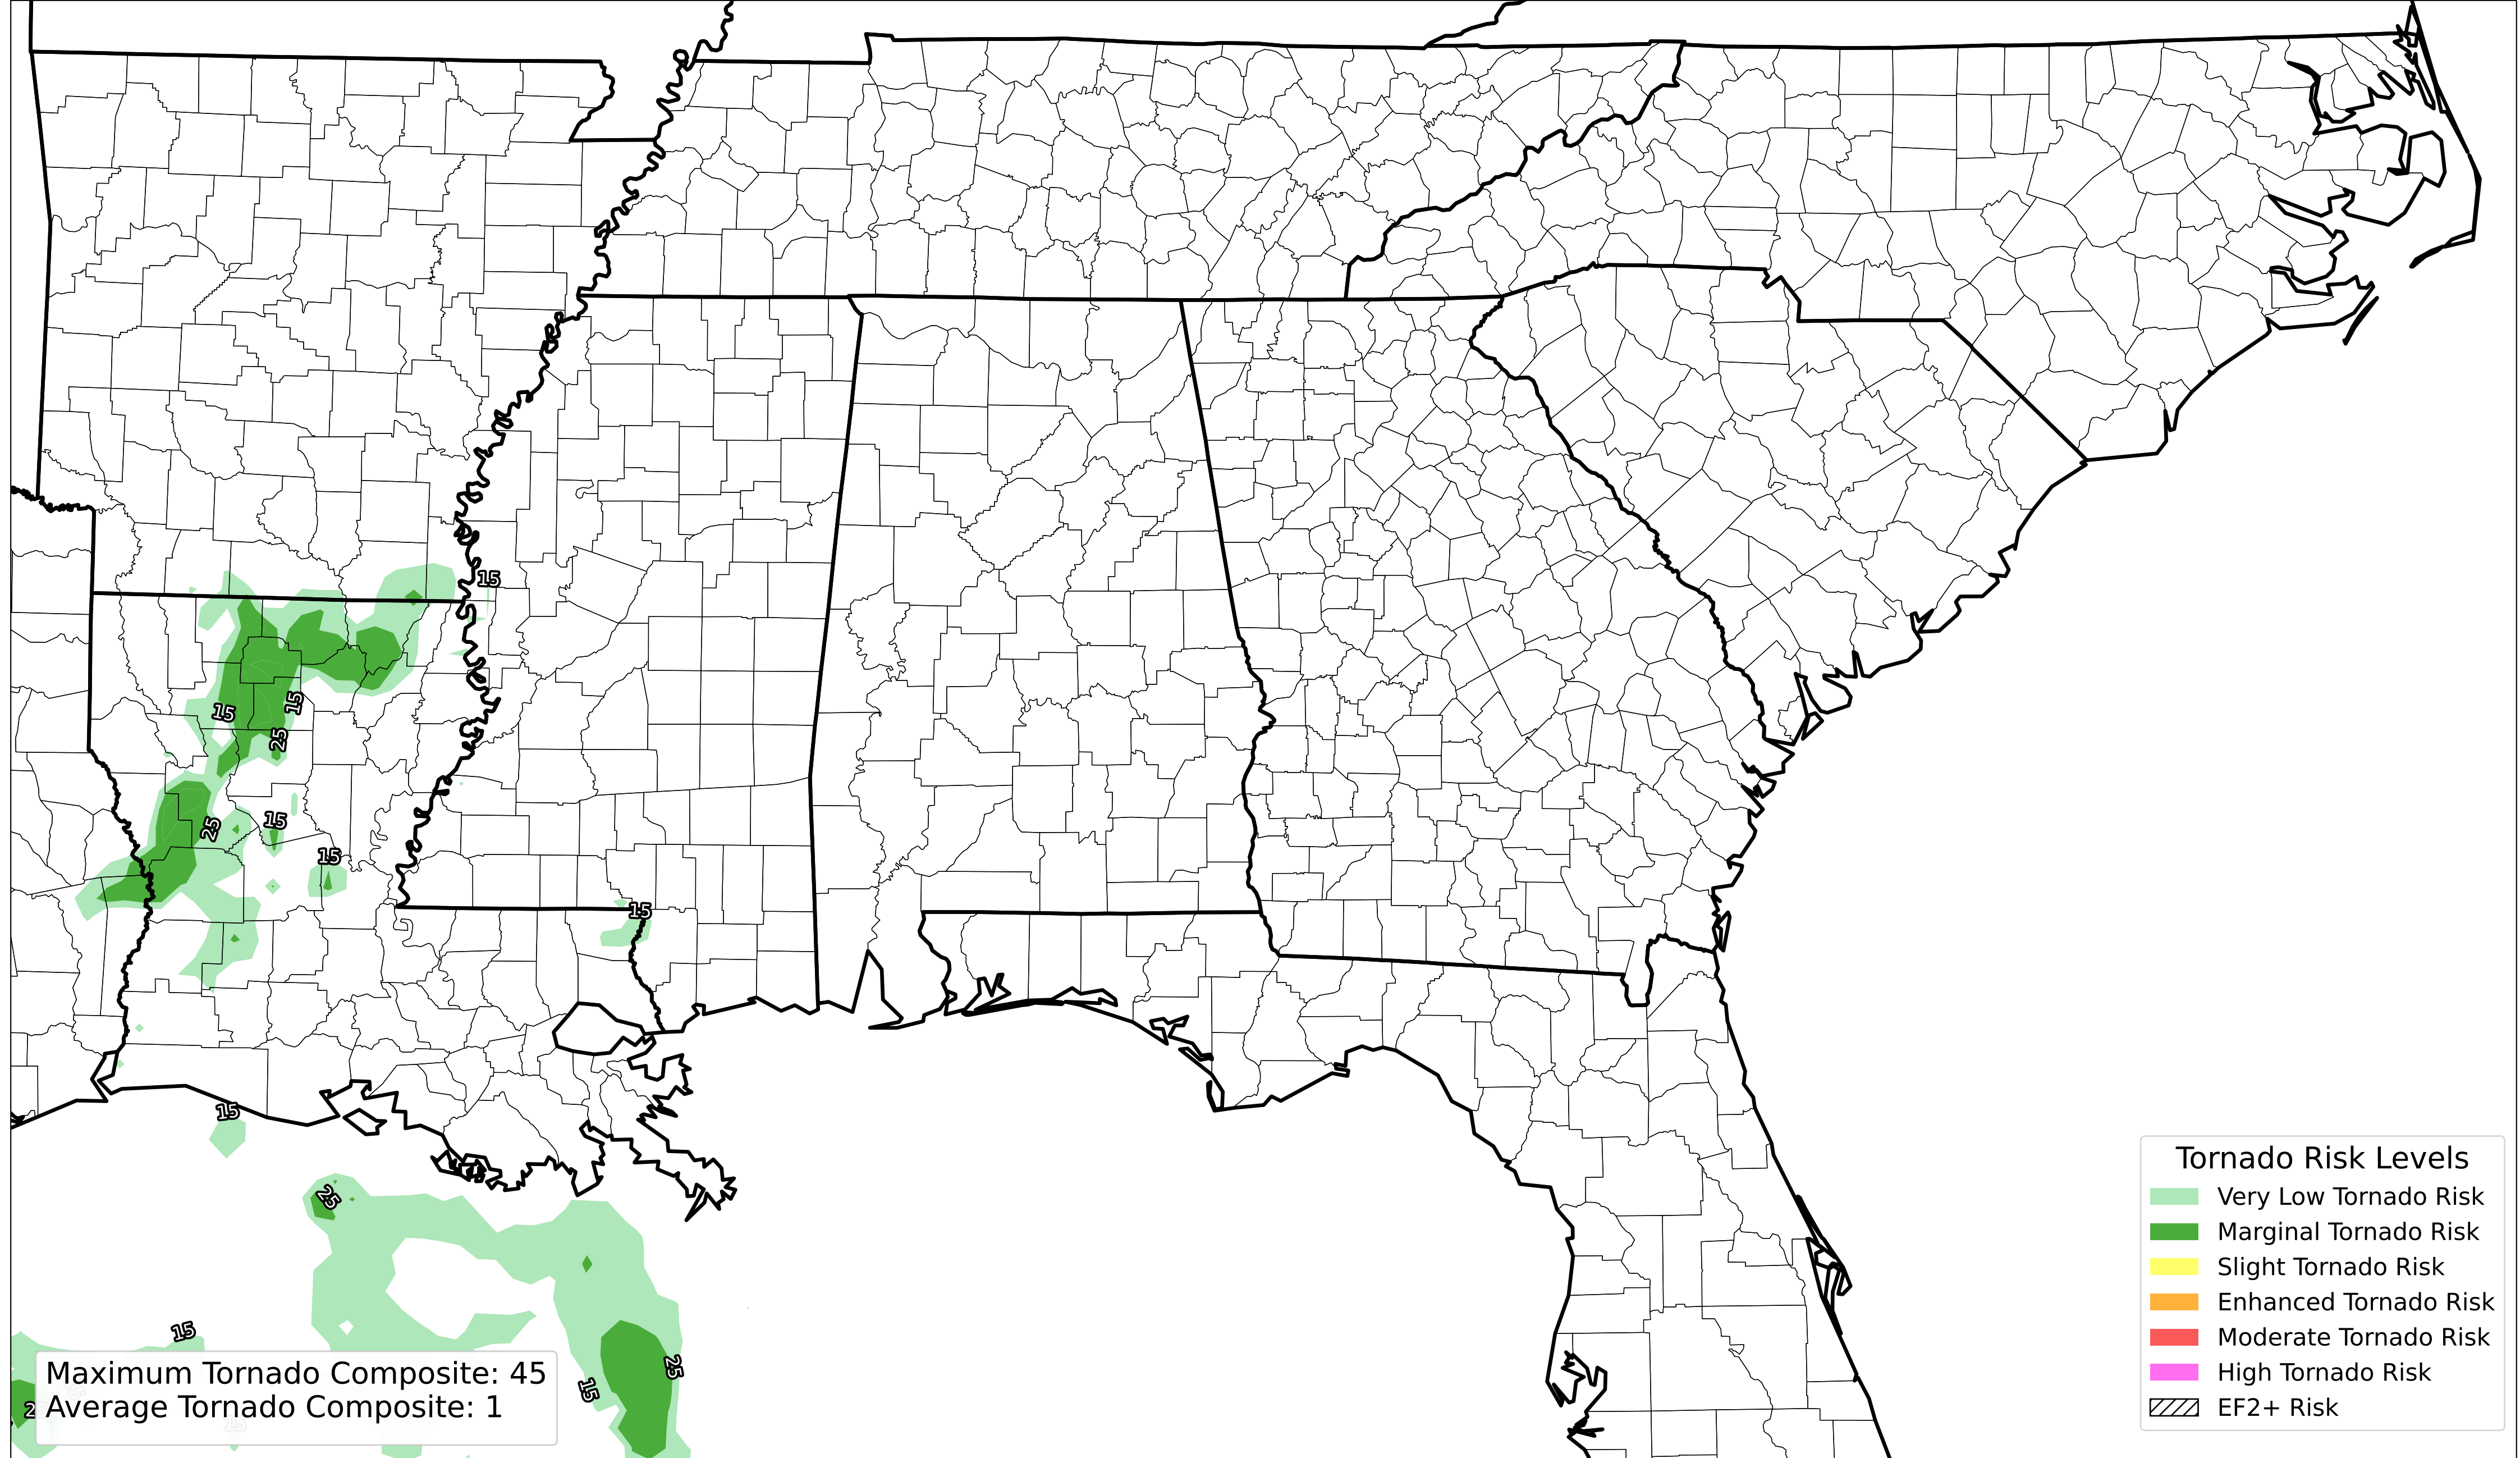 15
15
15
25
25
15
15
15
15
25
15
25
15
Maximum Tornado Composite: 45
Average Tornado Composite: 1
Tornado Risk Levels
Very Low Tornado Risk
Marginal Tornado Risk
Slight Tornado Risk
Enhanced Tornado Risk
Moderate Tornado Risk
High Tornado Risk
EF2+ Risk